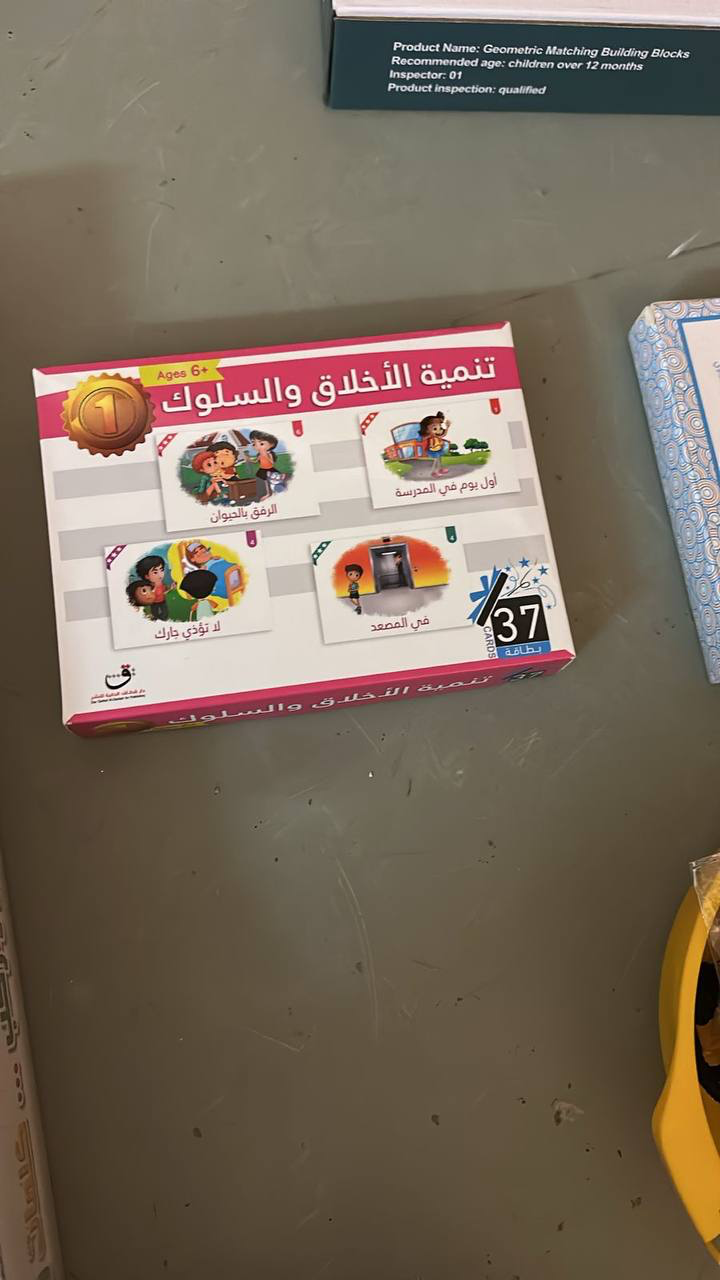 Product Name: Geometric Matching Building Blocks
Recommended age: children over 12 months
Inspector: 01
Product inspection: qualified
Ages 6+
1
تنمية الأخلاق والسلوك
أول يوم في المدرسة
الرفق بالحيوان
في المصعد
لا تؤذي جارك
37
CARDS
بطاقة
تنمية الأخلاق والسلوك
37